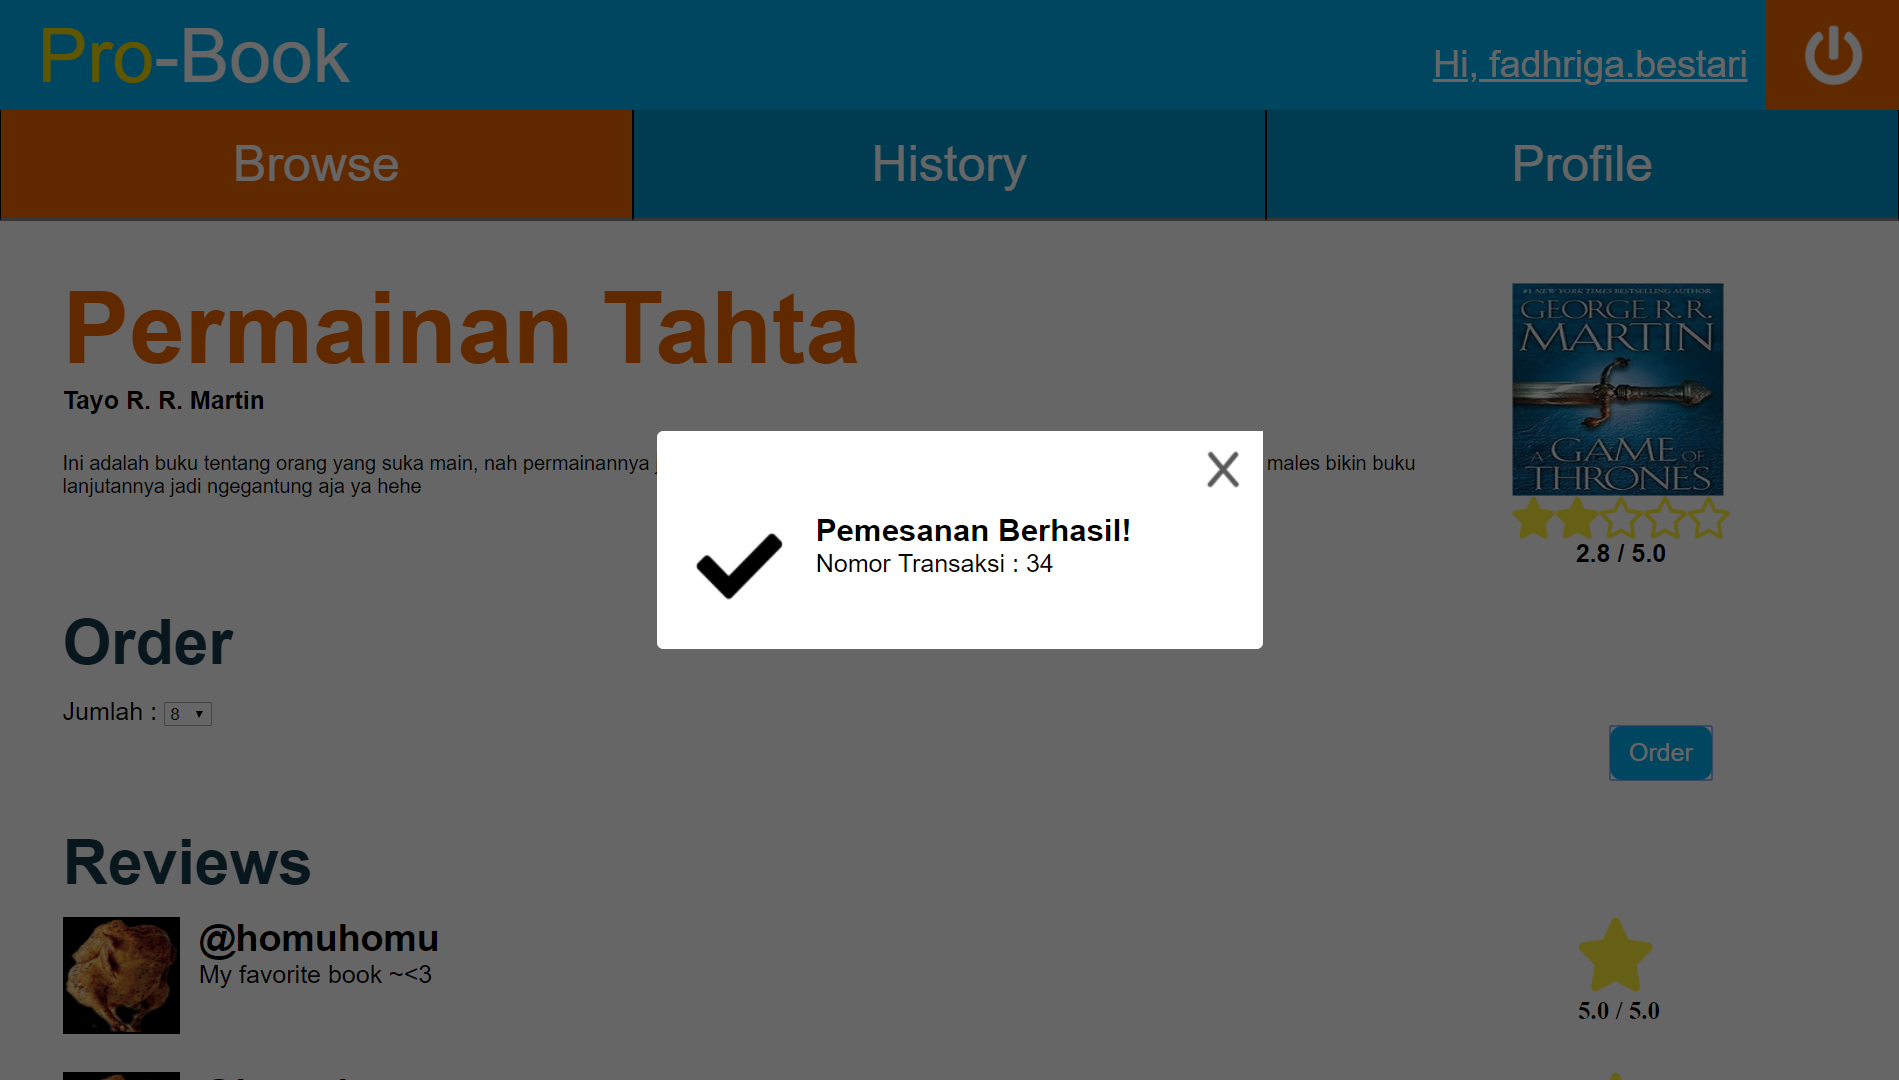 Pro-Book
Hi, fadhriga.bestari
Browse
History
Profile
Permainan Tahta
Tayo R. R. Martin
#1 NEW YORK TIMES BESTSELLING AUTHOR
GEORGE R.R.
MARTIN
A GAME OF
THRONES
Ini adalah buku tentang orang yang suka main, nah permainannya
males bikin buku
lanjutannya jadi ngegantung aja ya hehe
2.8 / 5.0
Pemesanan Berhasil!
Nomor Transaksi : 34
Order
Jumlah : 8
Order
Reviews
@homuhomu
My favorite book ~<3
5.0 / 5.0